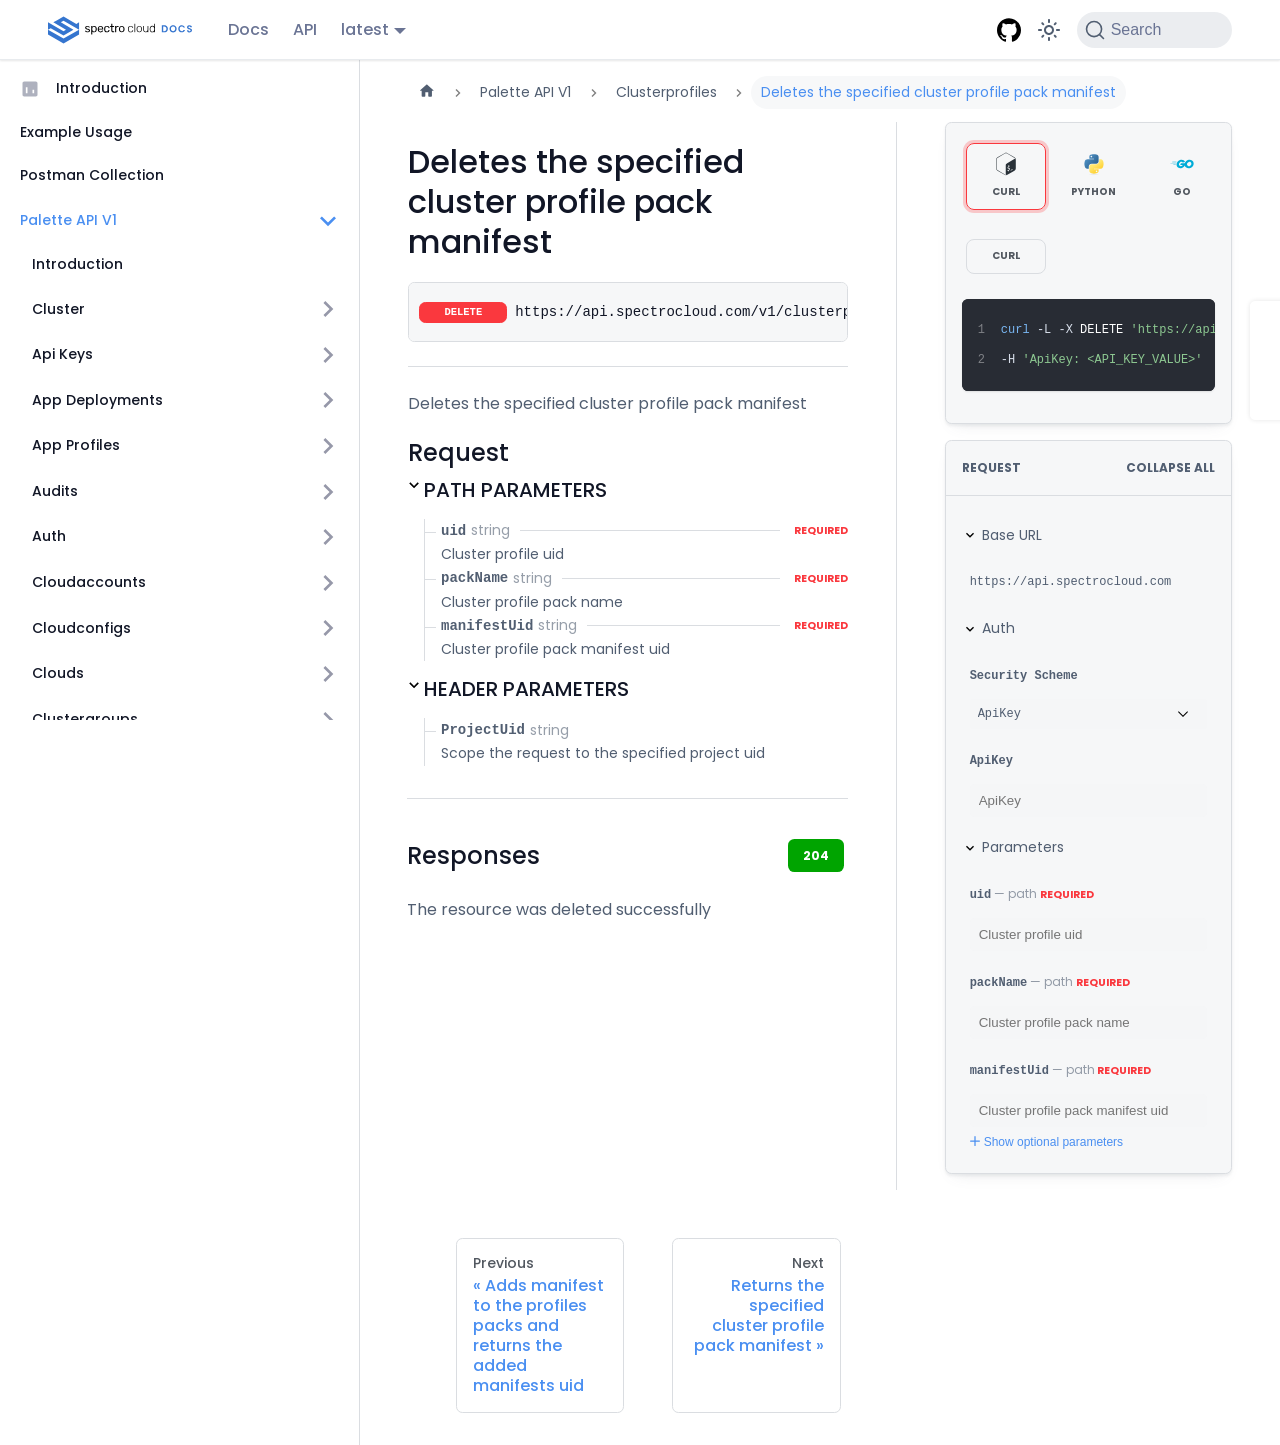 spectro cloud DOCS
Docs
API
latest
Search
Introduction
Example Usage
Postman Collection
Palette API V1
Introduction
Cluster
Api Keys
App Deployments
App Profiles
Audits
Auth
Cloudaccounts
Cloudconfigs
Clouds
Clustergroups
Palette API V1
Clusterprofiles
Deletes the specified cluster profile pack manifest
Deletes the specified
cluster profile pack
manifest
DELETE https://api.spectrocloud.com/v1/clusterp
Deletes the specified cluster profile pack manifest
Request
PATH PARAMETERS
uid string REQUIRED
Cluster profile uid
packName string REQUIRED
Cluster profile pack name
manifestUid string REQUIRED
Cluster profile pack manifest uid
HEADER PARAMETERS
ProjectUid string
Scope the request to the specified project uid
Responses
204
The resource was deleted successfully
CURL
PYTHON
GO
CURL
1 curl -L -X DELETE 'https://api
2 -H 'ApiKey: <API_KEY_VALUE>'
REQUEST
COLLAPSE ALL
Base URL
https://api.spectrocloud.com
Auth
Security Scheme
ApiKey
ApiKey
ApiKey
Parameters
uid — path REQUIRED
Cluster profile uid
packName — path REQUIRED
Cluster profile pack name
manifestUid — path REQUIRED
Cluster profile pack manifest uid
Show optional parameters
Previous
« Adds manifest
to the profiles
packs and
returns the
added
manifests uid
Next
Returns the
specified
cluster profile
pack manifest »